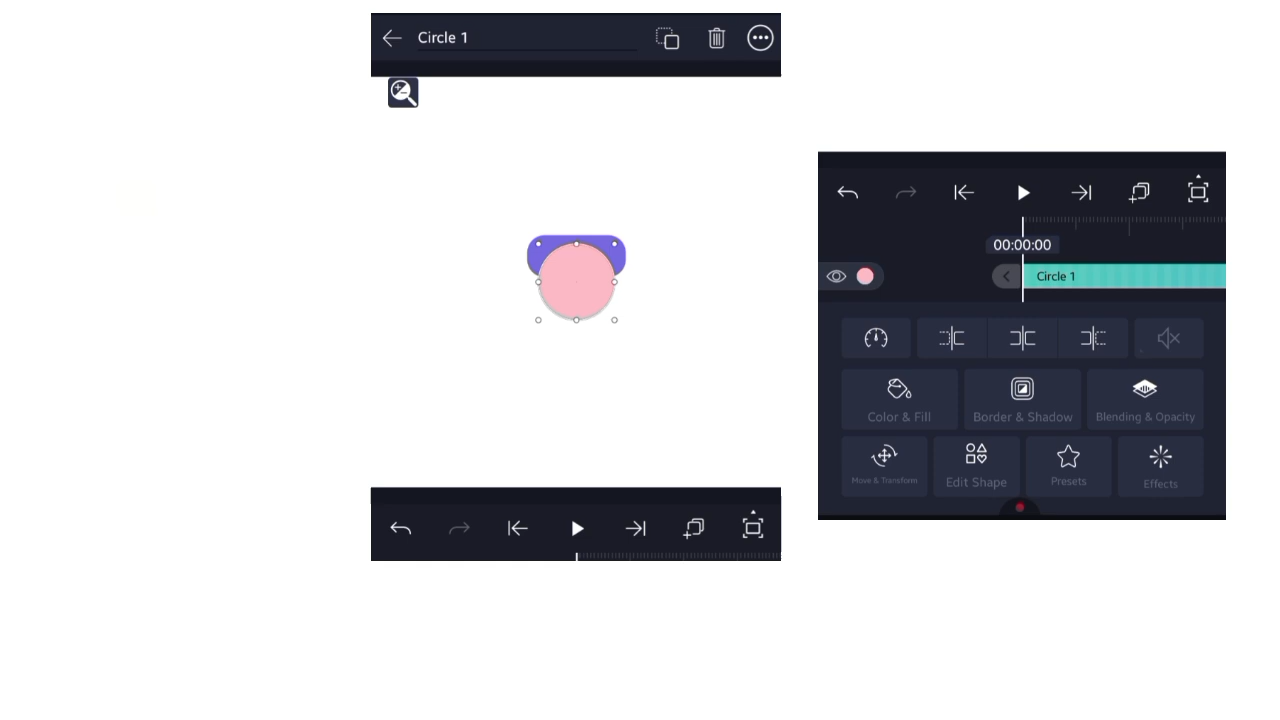 Circle 1
00:00:00
Circle 1
Color & Fill
Border & Shadow
Blending & Opacity
Move & Transform
Edit Shape
Presets
Effects